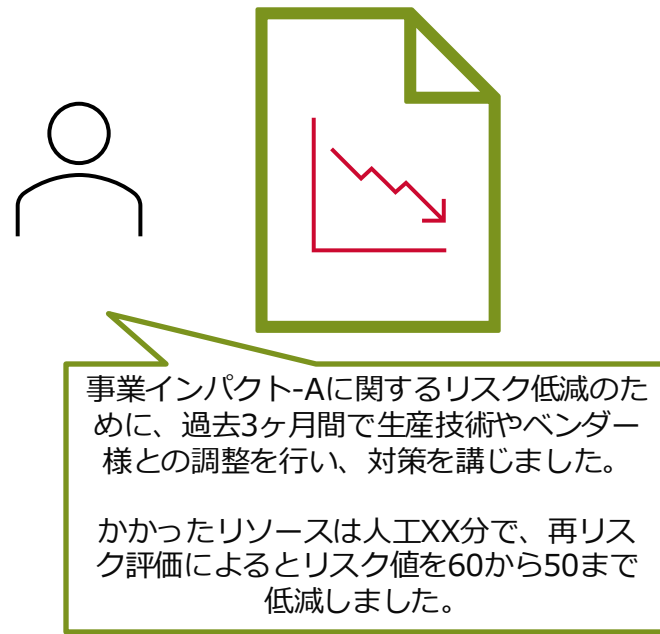 事業インパクト-Aに関するリスク低減のため
めに、過去3ヶ月間で生産技術やベンダー
様との調整を行い、対策を講じました。
かかったリソースは人工XX分で、再リス
ク評価によるとリスク値を60から50まで
低減しました。